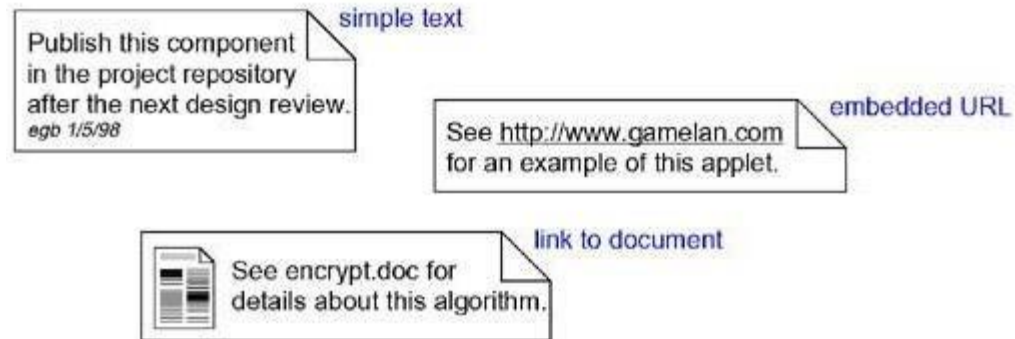 simple text
Publish this component
in the project repository
after the next design review.
egb 1/5/98
embedded URL
See http://www.gamelan.com
for an example of this applet.
link to document
See encrypt.doc for
details about this algorithm.